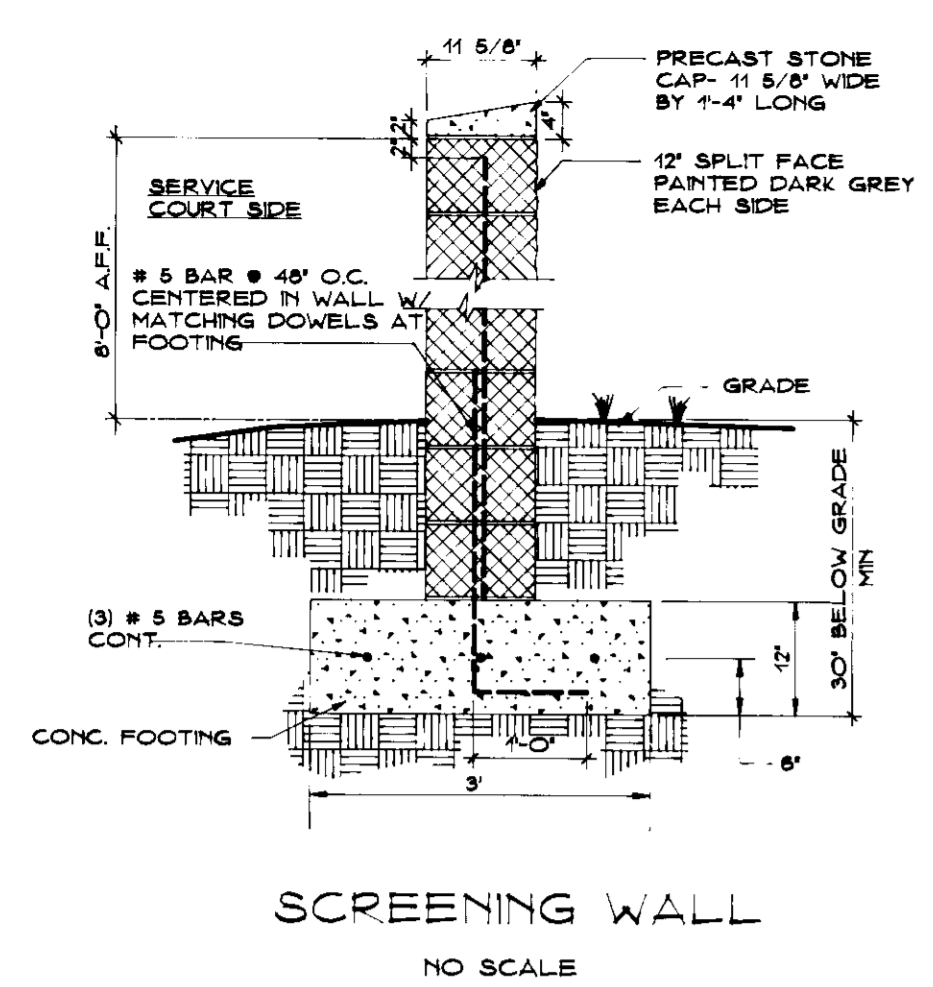 11 5/8"
PRECAST STONE
CAP- 11 5/8" WIDE
BY 1'-4" LONG
4"
2" 2"
12" SPLIT FACE
PAINTED DARK GREY
EACH SIDE
SERVICE
COURT SIDE
8'-0" A.F.F.
# 5 BAR @ 48" O.C.
CENTERED IN WALL W/
MATCHING DOWELS AT
FOOTING
GRADE
30" BELOW GRADE
MIN
(3) # 5 BARS
CONT.
12"
CONC. FOOTING
1'-0"
6"
3'
SCREENING WALL
NO SCALE